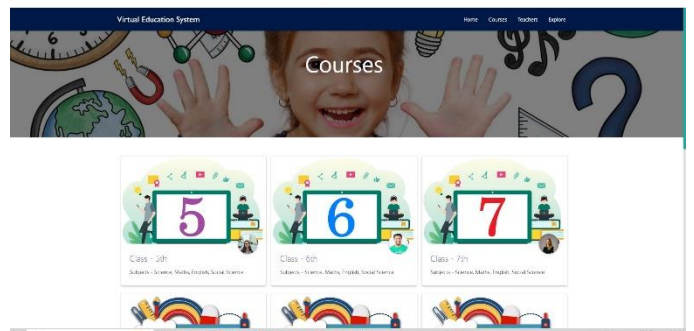 Virtual Education System
Home Courses Teachers Explore
Courses
5
6
7
Class - 5th
Class - 6th
Class - 7th
Subjects - Science, Maths, English, Social Science
Subjects - Science, Maths, English, Social Science
Subjects - Science, Maths, English, Social Science